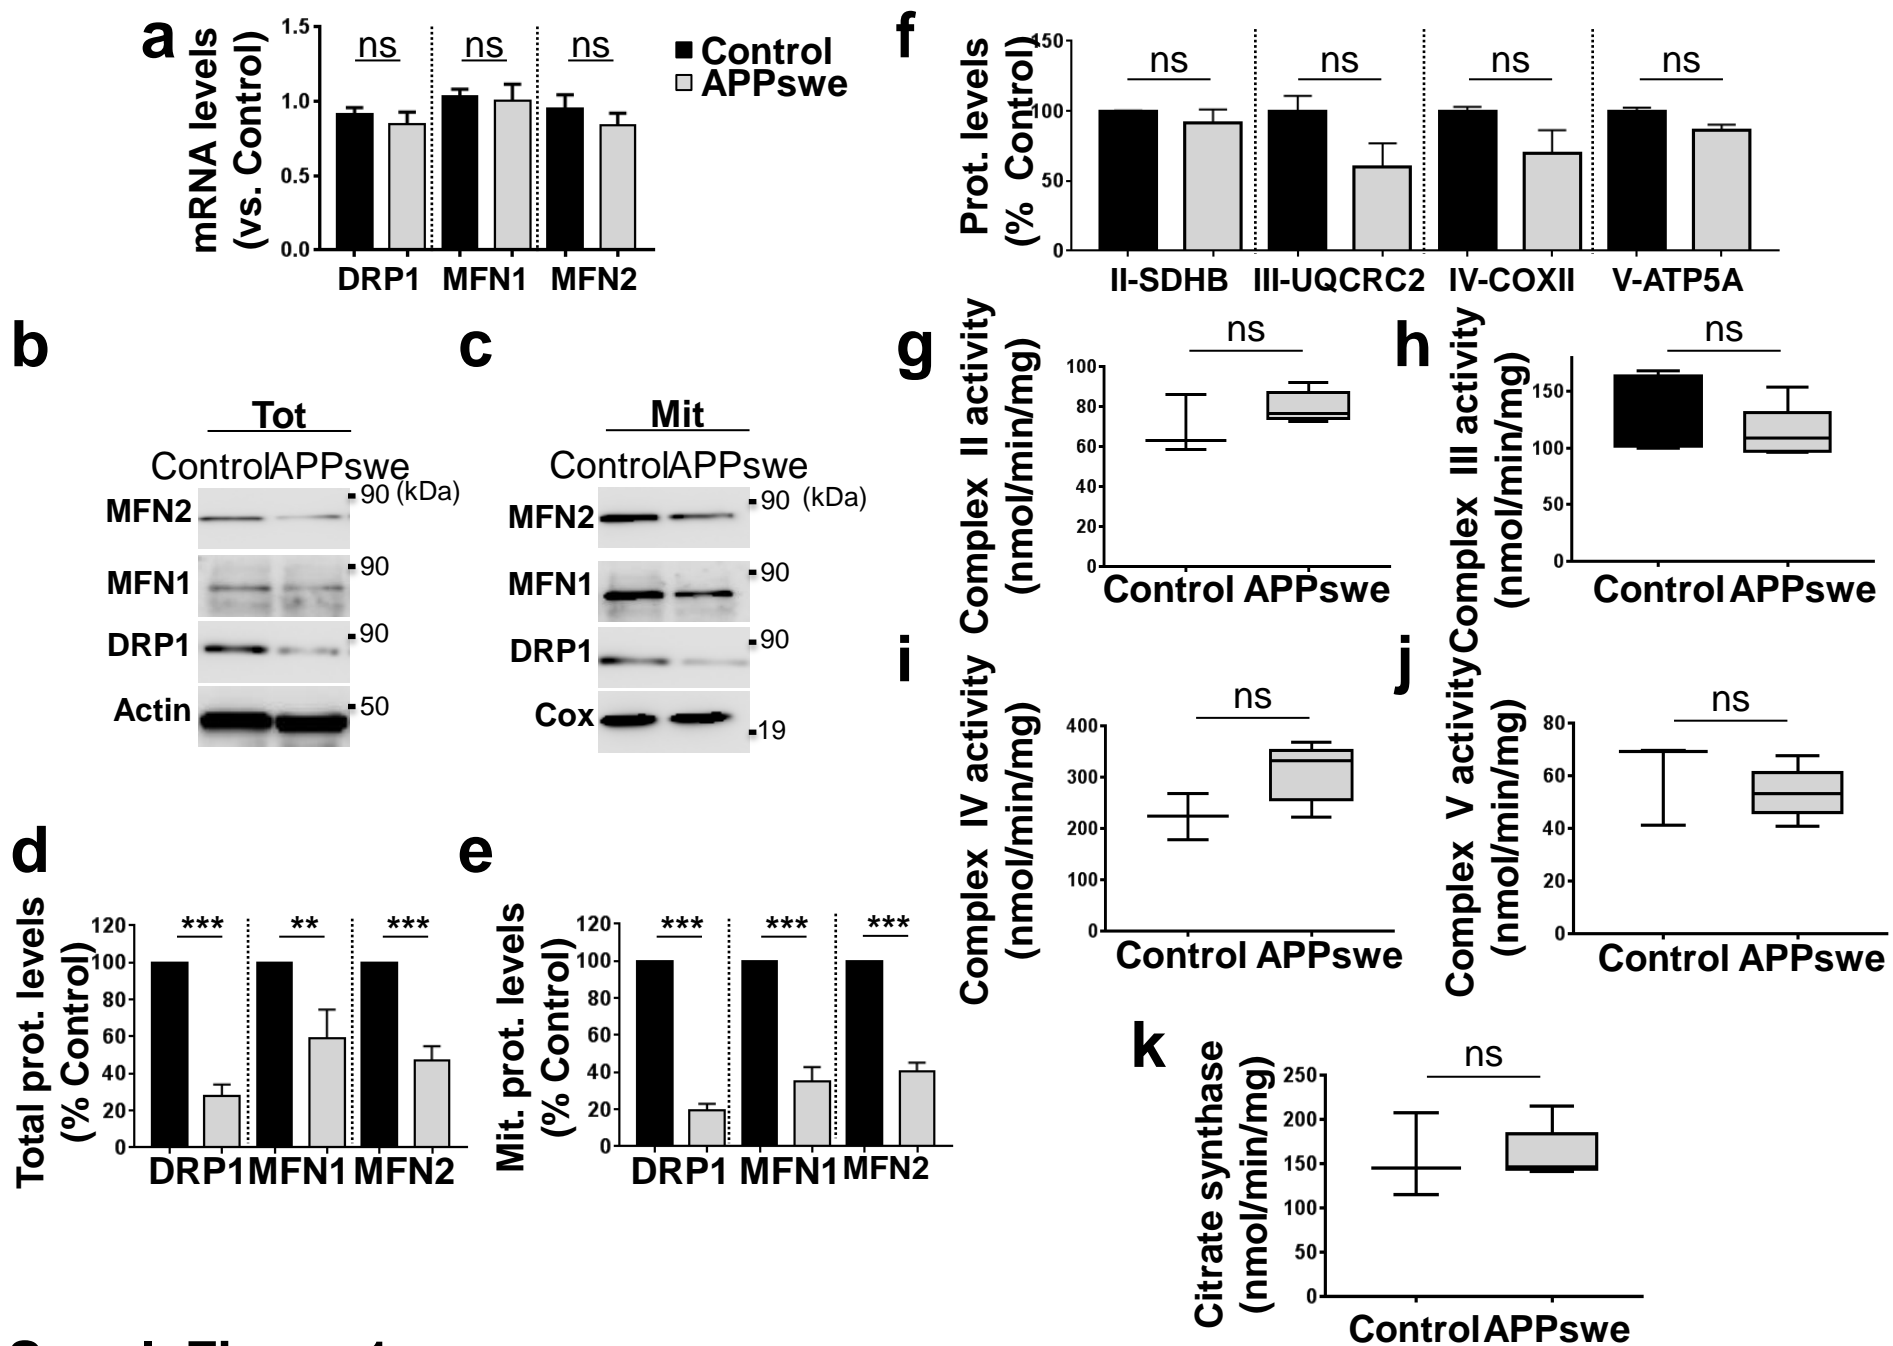 a
mRNA levels
(vs. Control)
1.5
1.0
0.5
0.0
ns
ns
ns
Control
APPswe
DRP1
MFN1
MFN2
f
Prot. levels
(% Control)
150
100
50
0
ns
ns
ns
ns
II-SDHB
III-UQCRC2
IV-COXII
V-ATP5A
b
Tot
Control APPswe
MFN2
90 (kDa)
MFN1
90
DRP1
90
Actin
50
c
Mit
Control APPswe
MFN2
90 (kDa)
MFN1
90
DRP1
90
Cox
19
g
Complex II activity
(nmol/min/mg)
100
80
60
40
20
0
ns
Control APPswe
h
Complex III activity
(nmol/min/mg)
150
100
50
0
ns
Control APPswe
i
Complex IV activity
(nmol/min/mg)
400
300
200
100
0
ns
Control APPswe
j
Complex V activity
(nmol/min/mg)
80
60
40
20
0
ns
Control APPswe
d
Total prot. levels
(% Control)
120
100
80
60
40
20
0
***
**
***
DRP1 MFN1 MFN2
e
Mit. prot. levels
(% Control)
120
100
80
60
40
20
0
***
***
***
DRP1 MFN1 MFN2
k
Citrate synthase
(nmol/min/mg)
250
200
150
100
50
0
ns
Control APPswe